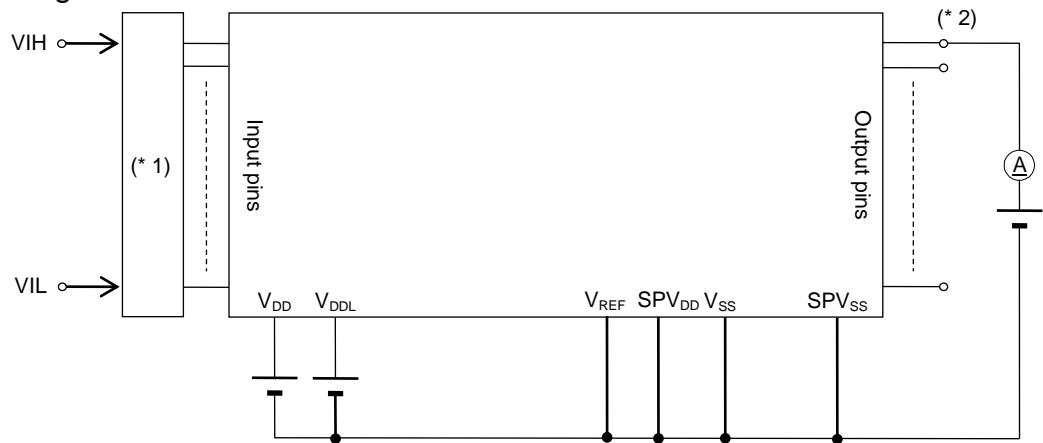 VIH
(* 1)
VIL
Input pins
Output pins
(* 2)
A
VDD
VDDL
VREF
SPVDD
VSS
SPVSS